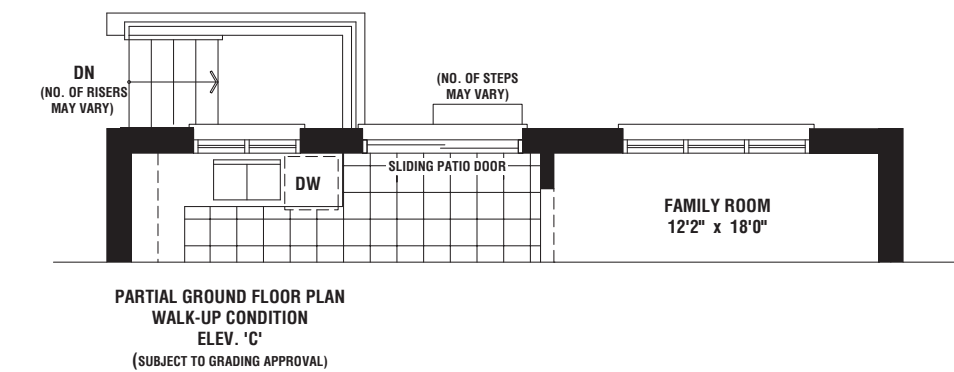 DN
(NO. OF RISERS
MAY VARY)
(NO. OF STEPS
MAY VARY)
SLIDING PATIO DOOR
DW
FAMILY ROOM
12'2" x 18'0"
PARTIAL GROUND FLOOR PLAN
WALK-UP CONDITION
ELEV. 'C'
(SUBJECT TO GRADING APPROVAL)